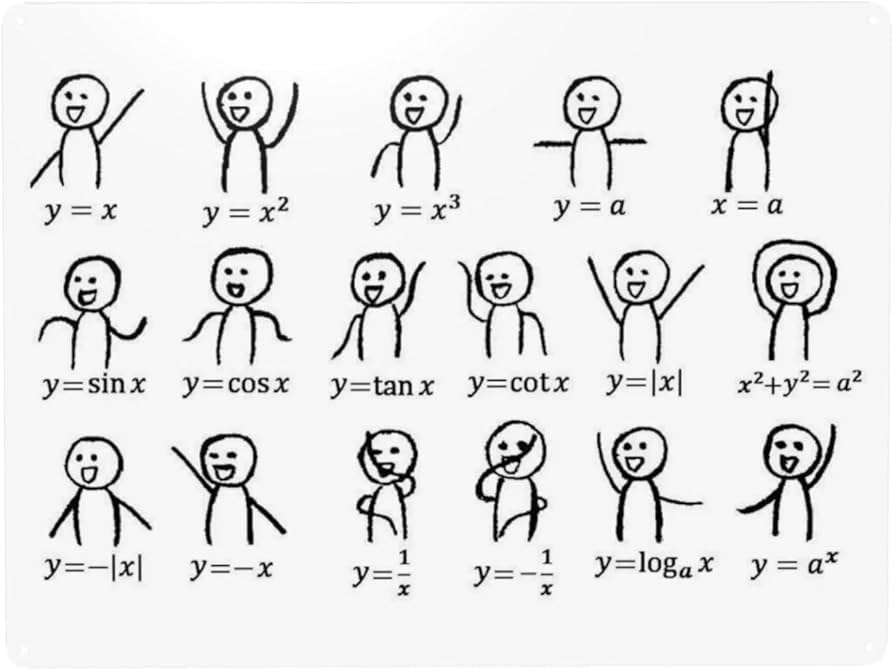 y = x   y = x²   y = x³   y = a   x = a
y=sin x   y=cos x   y=tan x   y=cot x   y=|x|   x²+y²= a²
y=-|x|   y=-x   y=1/x   y=-1/x   y=logₐ x   y = aˣ